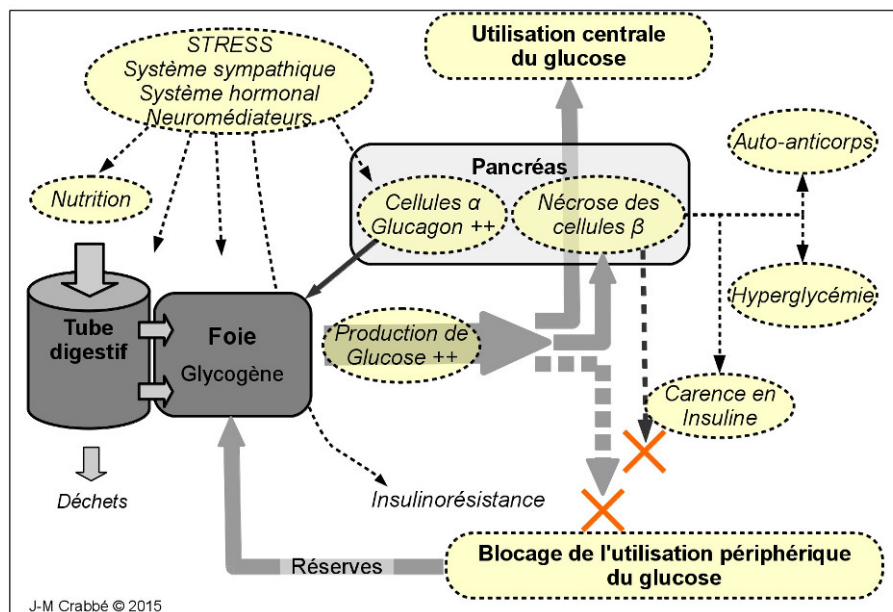 STRESS
Système sympathique
Système hormonal
Neuromédiateurs
Utilisation centrale
du glucose
Nutrition
Pancréas
Cellules α
Glucagon ++
Nécrose des
cellules β
Auto-anticorps
Hyperglycémie
Tube
digestif
Foie
Glycogène
Production de
Glucose ++
Carence en
Insuline
Déchets
Insulinorésistance
Réserves
Blocage de l'utilisation périphérique
du glucose
J-M Crabbé © 2015